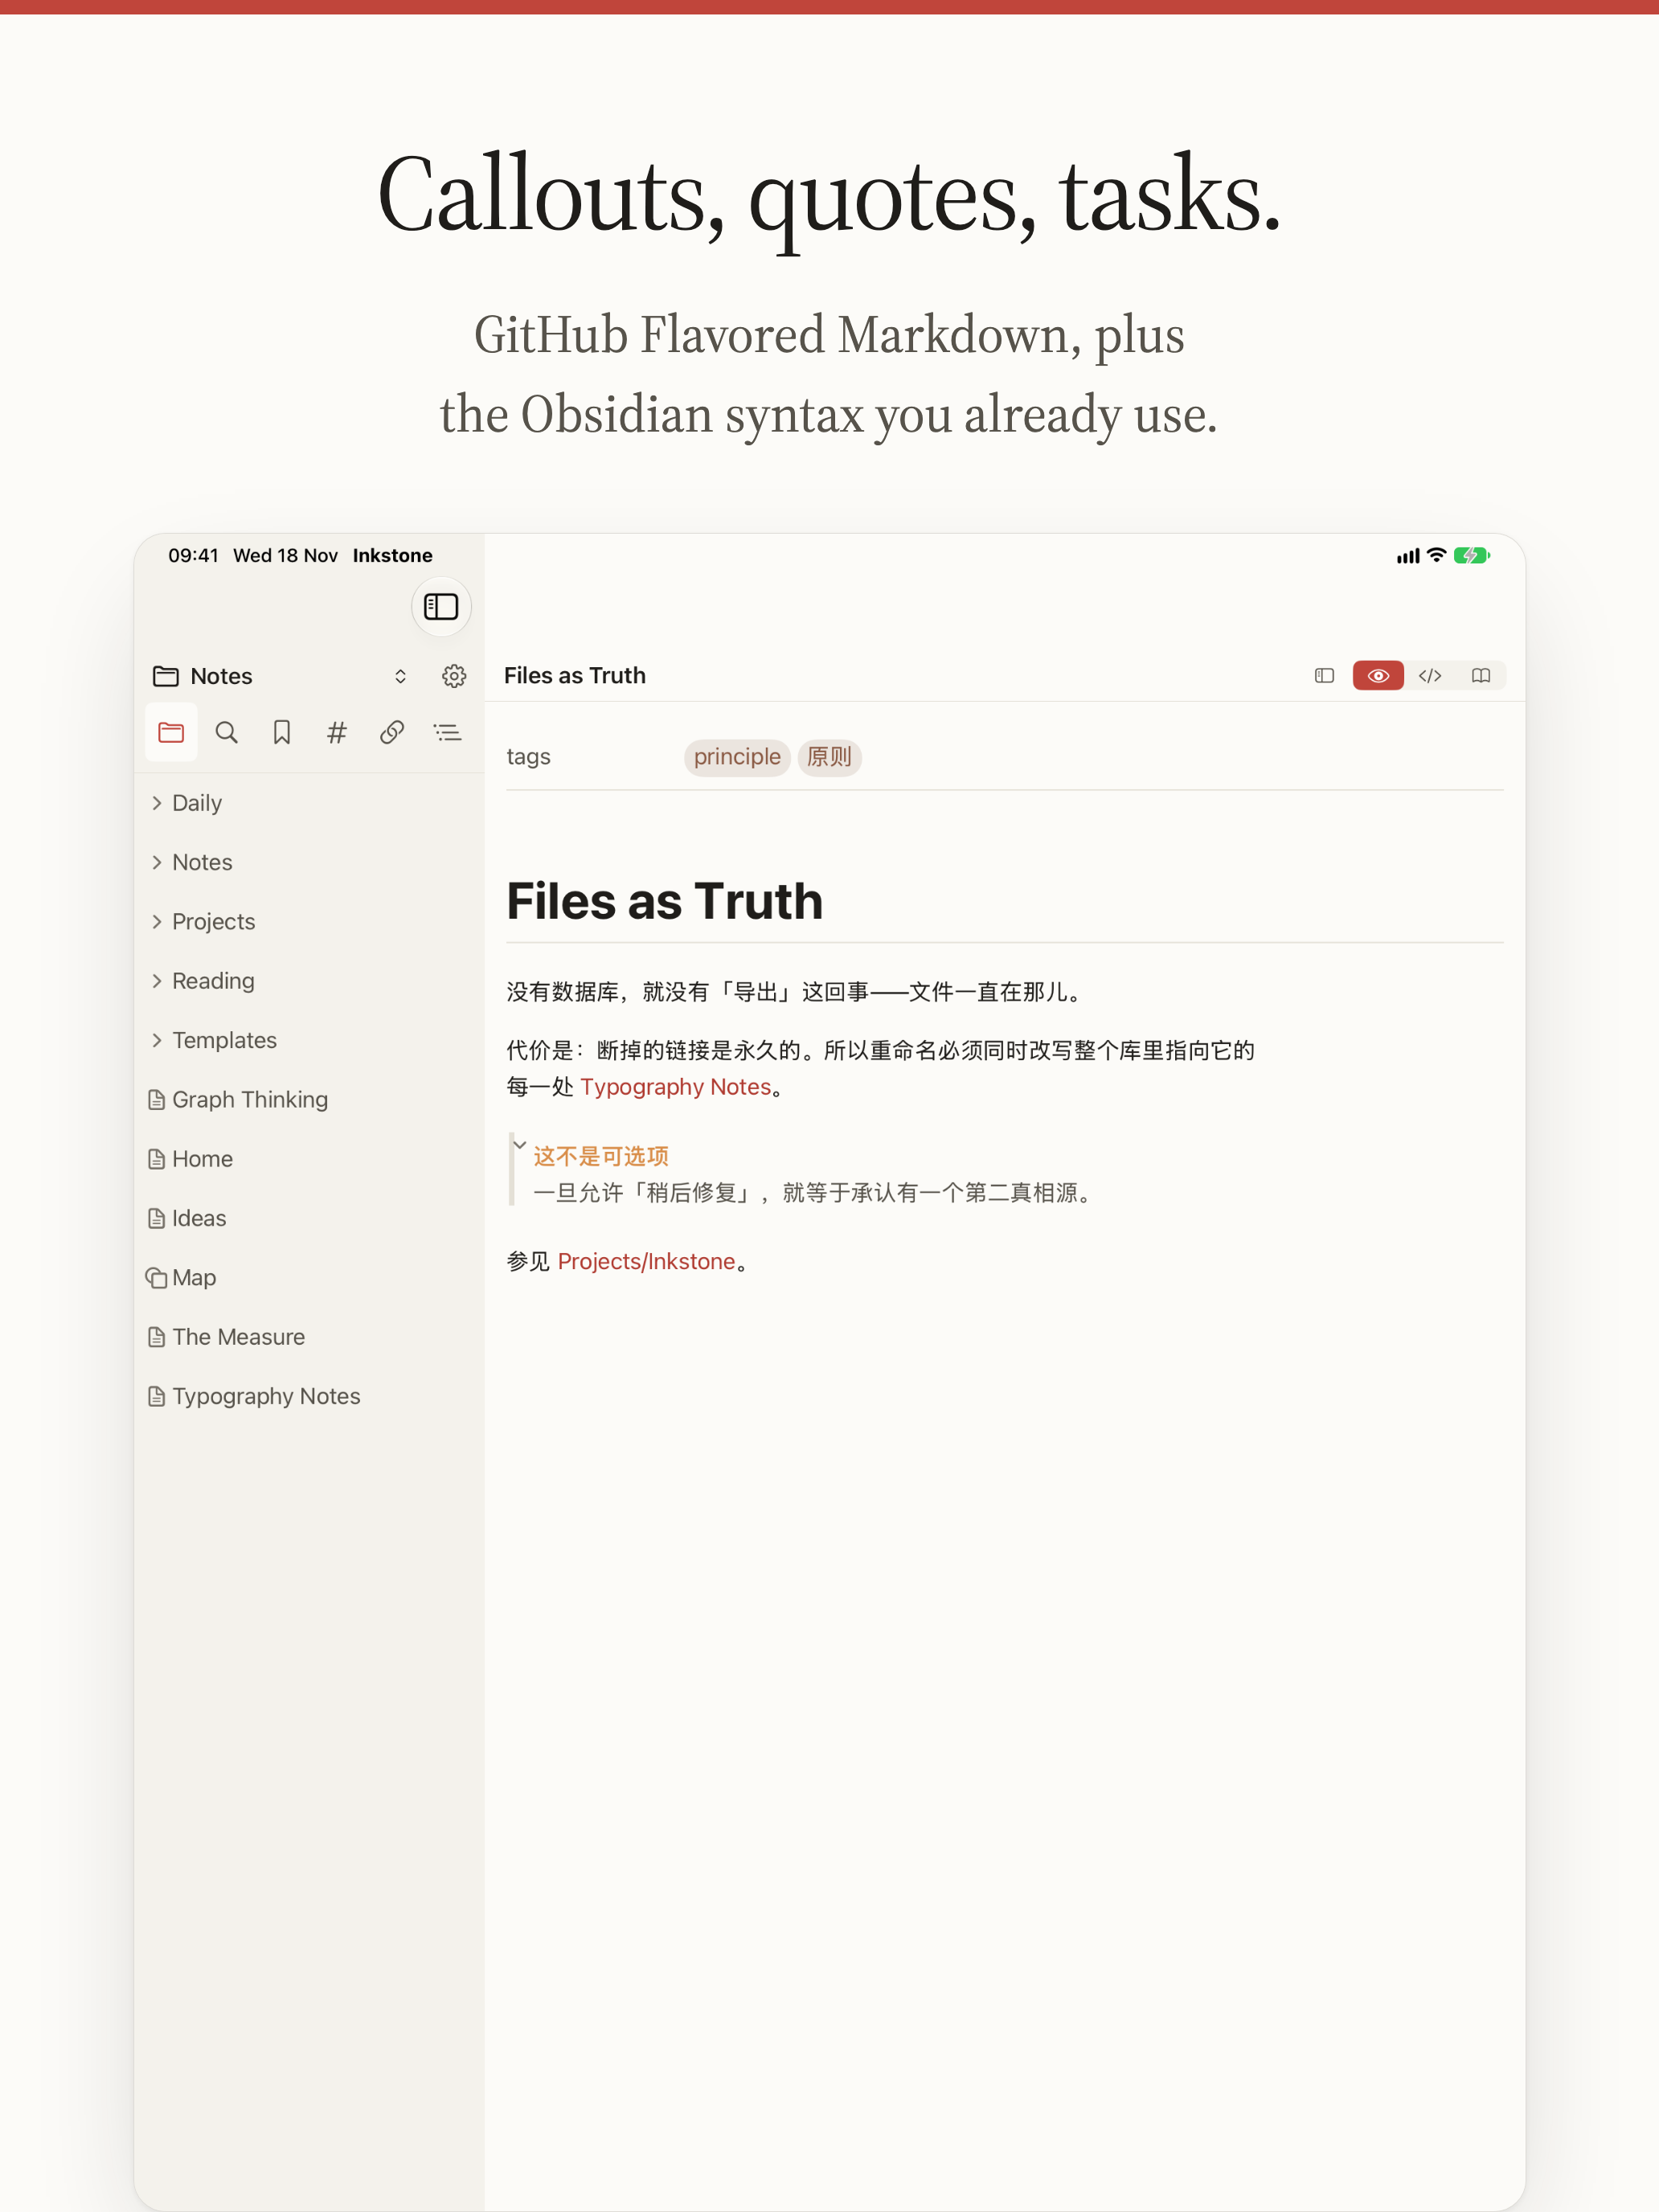 Callouts, quotes, tasks.
GitHub Flavored Markdown, plus
the Obsidian syntax you already use.
09:41 Wed 18 Nov Inkstone
Notes
Daily
Notes
Projects
Reading
Templates
Graph Thinking
Home
Ideas
Map
The Measure
Typography Notes
Files as Truth
tags principle 原则
Files as Truth
没有数据库，就没有「导出」这回事——文件一直在那儿。
代价是：断掉的链接是永久的。所以重命名必须同时改写整个库里指向它的
每一处 Typography Notes。
这不是可选项
一旦允许「稍后修复」，就等于承认有一个第二真相源。
参见 Projects/Inkstone。